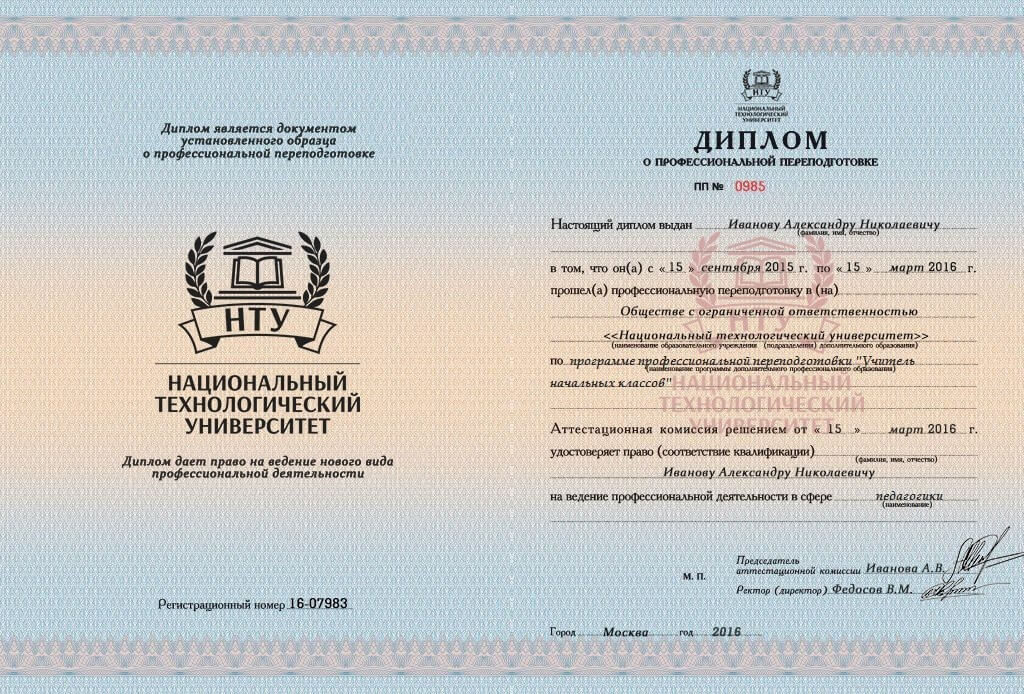 Диплом является документом
установленного образца
о профессиональной переподготовке
НТУ
НАЦИОНАЛЬНЫЙ
ТЕХНОЛОГИЧЕСКИЙ
УНИВЕРСИТЕТ
Диплом дает право на ведение нового вида
профессиональной деятельности
Регистрационный номер 16-07983
НТУ
НАЦИОНАЛЬНЫЙ
ТЕХНОЛОГИЧЕСКИЙ
УНИВЕРСИТЕТ
ДИПЛОМ
О ПРОФЕССИОНАЛЬНОЙ ПЕРЕПОДГОТОВКЕ
ПП № 0985
Настоящий диплом выдан Иванову Александру Николаевичу
(фамилия, имя, отчество)
в том, что он(а) с « 15 » сентября 2015 г. по « 15 » март 2016 г.
прошел(а) профессиональную переподготовку в (на)
Обществе с ограниченной ответственностью
<<Национальный технологический университет>>
(наименование образовательного учреждения (подразделения) дополнительного образования)
по программе профессиональной переподготовки "Учитель
(наименование программы дополнительного профессионального образования)
начальных классов"
НТУ
НАЦИОНАЛЬНЫЙ
ТЕХНОЛОГИЧЕСКИЙ
УНИВЕРСИТЕТ
Аттестационная комиссия решением от « 15 » март 2016 г.
удостоверяет право (соответствие квалификации)
(фамилия, имя, отчество)
Иванову Александру Николаевичу
на ведение профессиональной деятельности в сфере педагогики
(наименование)
М. П.
Председатель
аттестационной комиссии Иванова А.В.
Ректор (директор) Федосов В.М.
Город Москва год 2016